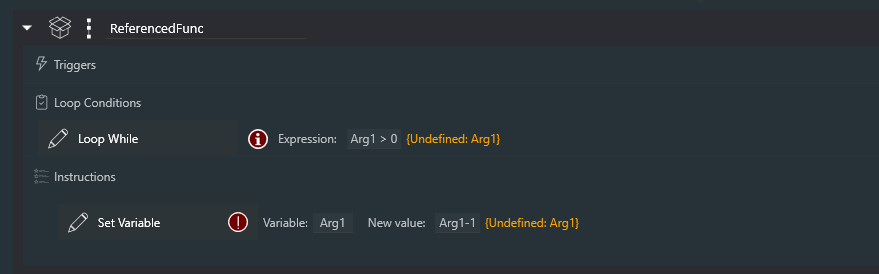 ReferencedFunc
Triggers
Loop Conditions
Loop While Expression: Arg1 > 0 {Undefined: Arg1}
Instructions
Set Variable Variable: Arg1 New value: Arg1-1 {Undefined: Arg1}